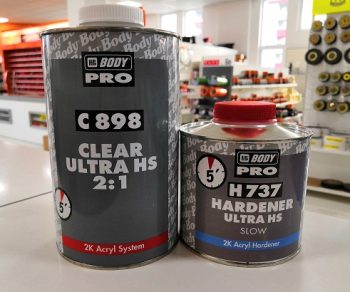 HB BODY
PRO
C 898
CLEAR
ULTRA HS
2:1
5'
2K Acryl System
HB BODY
PRO
5'
H 737
HARDENER
ULTRA HS
SLOW
2K Acryl Hardener